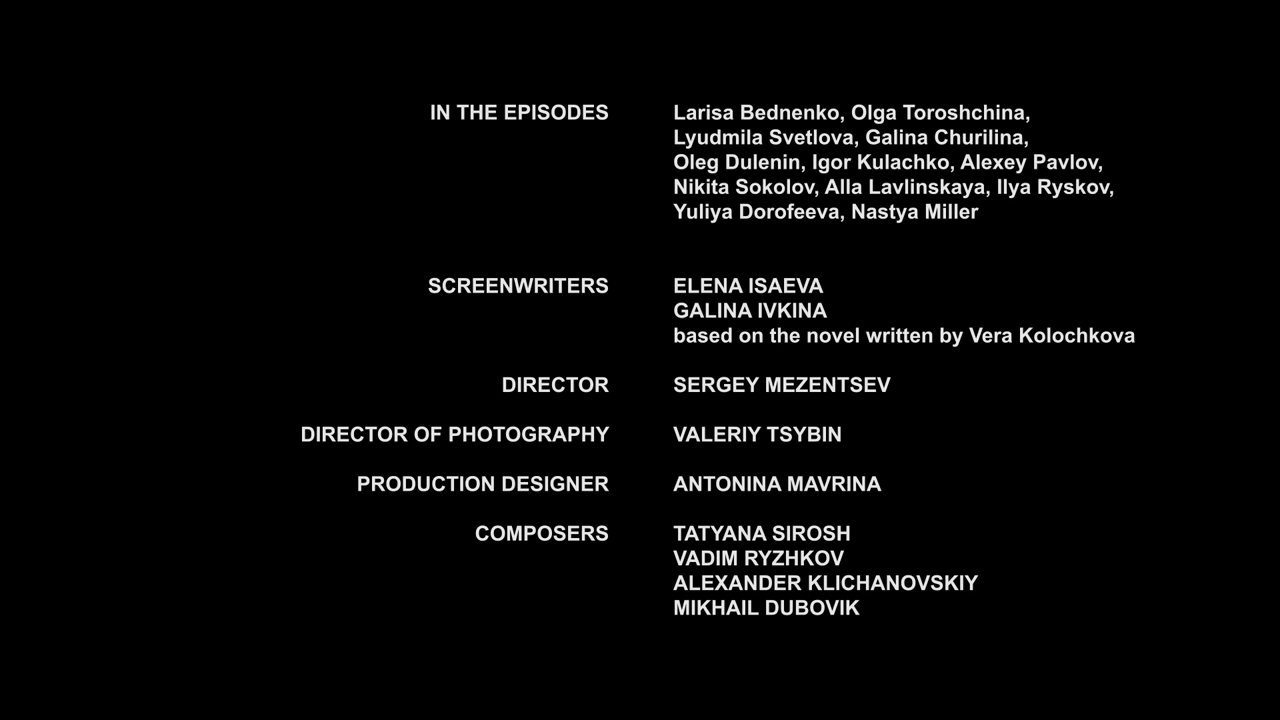 IN THE EPISODES Larisa Bednenko, Olga Toroshchina,
Lyudmila Svetlova, Galina Churilina,
Oleg Dulenin, Igor Kulachko, Alexey Pavlov,
Nikita Sokolov, Alla Lavlinskaya, Ilya Ryskov,
Yuliya Dorofeeva, Nastya Miller
SCREENWRITERS ELENA ISAEVA
GALINA IVKINA
based on the novel written by Vera Kolochkova
DIRECTOR SERGEY MEZENTSEV
DIRECTOR OF PHOTOGRAPHY VALERIY TSYBIN
PRODUCTION DESIGNER ANTONINA MAVRINA
COMPOSERS TATYANA SIROSH
VADIM RYZHKOV
ALEXANDER KLICHANOVSKIY
MIKHAIL DUBOVIK